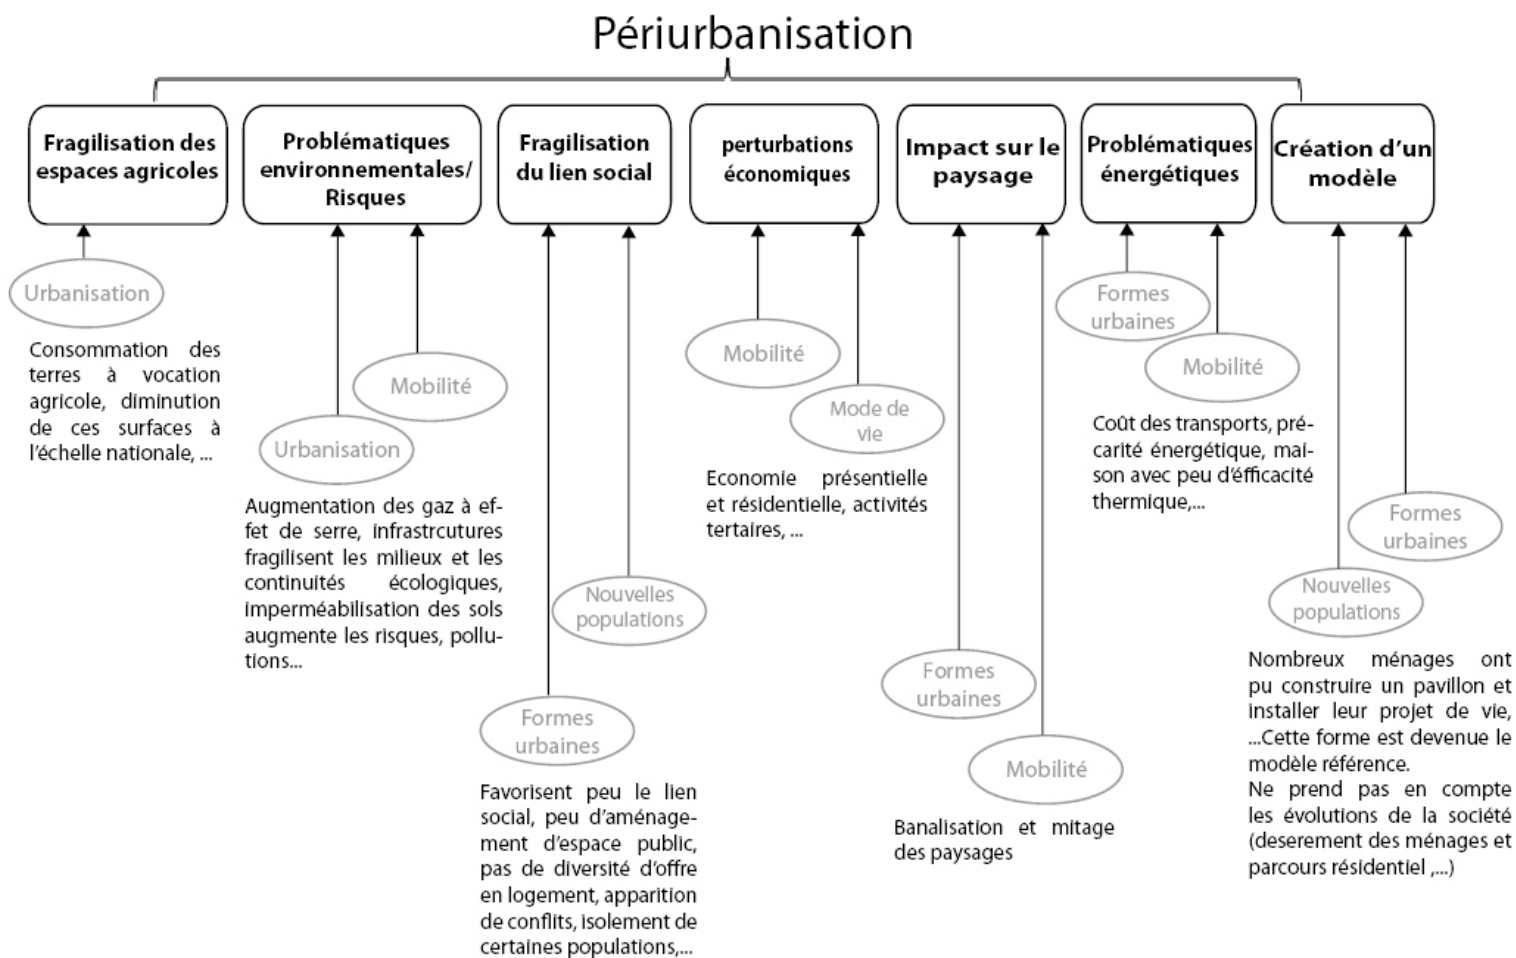 Périurbanisation
Fragilisation des
espaces agricoles
Urbanisation
Consommation des
terres à vocation
agricole, diminution
de ces surfaces à
l'échelle nationale, ...
Problématiques
environnementales/
Risques
Mobilité
Urbanisation
Augmentation des gaz à ef-
fet de serre, infrastrcutures
fragilisent les milieux et les
continuités écologiques,
imperméabilisation des sols
augmente les risques, pollu-
tions...
Fragilisation
du lien social
Nouvelles
populations
Formes
urbaines
Favorisent peu le lien
social, peu d'aménage-
ment d'espace public,
pas de diversité d'offre
en logement, apparition
de conflits, isolement de
certaines populations,...
perturbations
économiques
Mobilité
Mode de
vie
Economie présentielle
et résidentielle, activités
tertaires, ...
Impact sur le
paysage
Formes
urbaines
Mobilité
Banalisation et mitage
des paysages
Problématiques
énergétiques
Formes
urbaines
Mobilité
Coût des transports, pré-
carité énergétique, mai-
son avec peu d'éfficacité
thermique,...
Création d'un
modèle
Formes
urbaines
Nouvelles
populations
Nombreux ménages ont
pu construire un pavillon et
installer leur projet de vie,
...Cette forme est devenue le
modèle référence.
Ne prend pas en compte
les évolutions de la société
(deserement des ménages et
parcours résidentiel ,...)